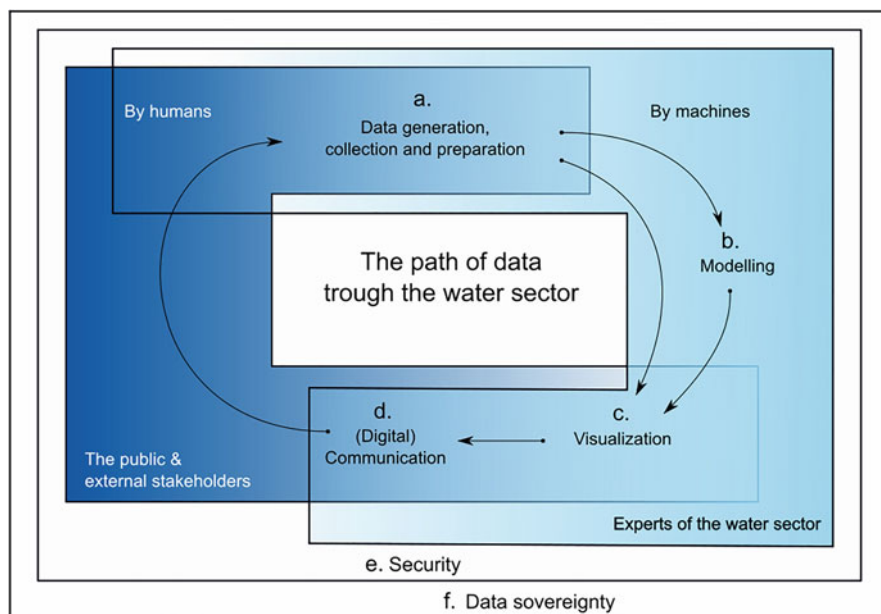 a.
By humans
Data generation,
collection and preparation
By machines
b.
Modelling
The path of data
trough the water sector
c.
Visualization
d.
(Digital)
Communication
The public &
external stakeholders
Experts of the water sector
e. Security
f. Data sovereignty